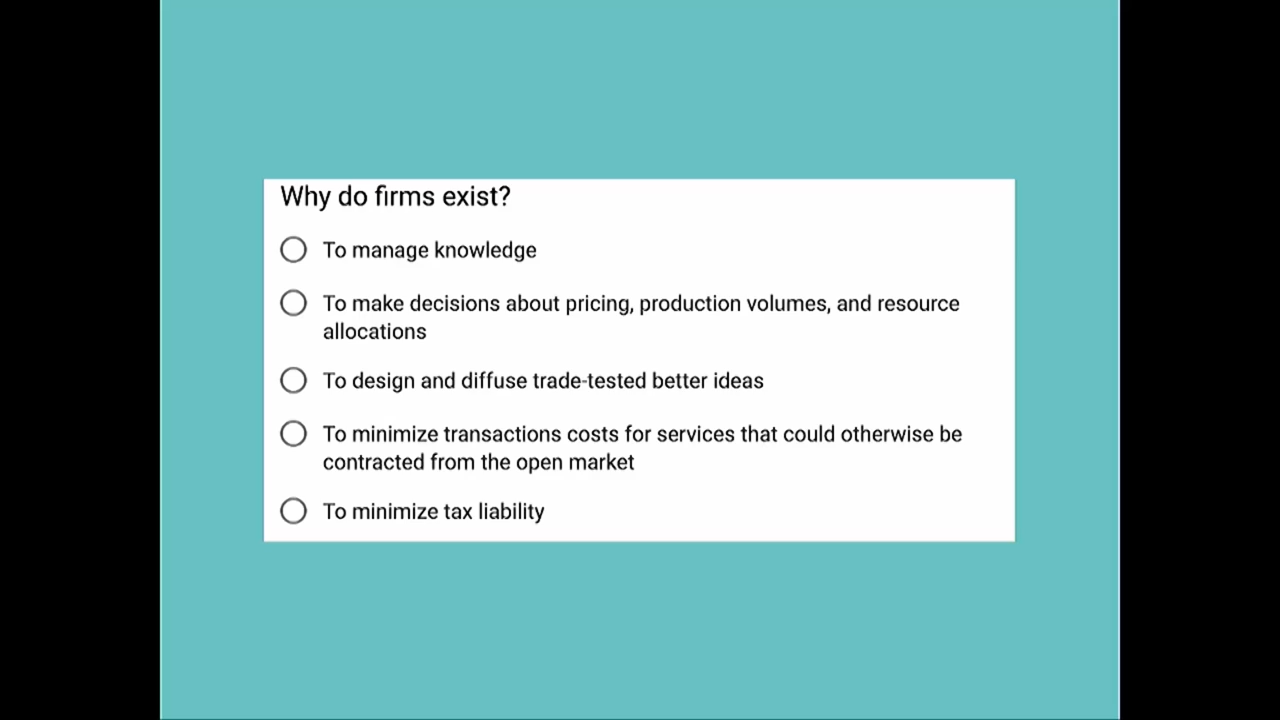 Why do firms exist?
To manage knowledge
To make decisions about pricing, production volumes, and resource
allocations
To design and diffuse trade-tested better ideas
To minimize transactions costs for services that could otherwise be
contracted from the open market
To minimize tax liability